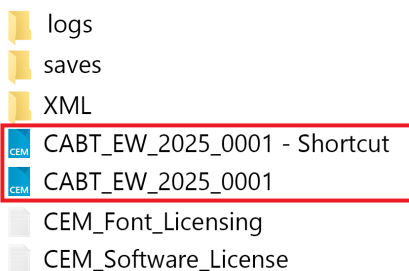 logs
saves
XML
CEM CABT_EW_2025_0001 - Shortcut
CEM CABT_EW_2025_0001
CEM_Font_Licensing
CEM_Software_License